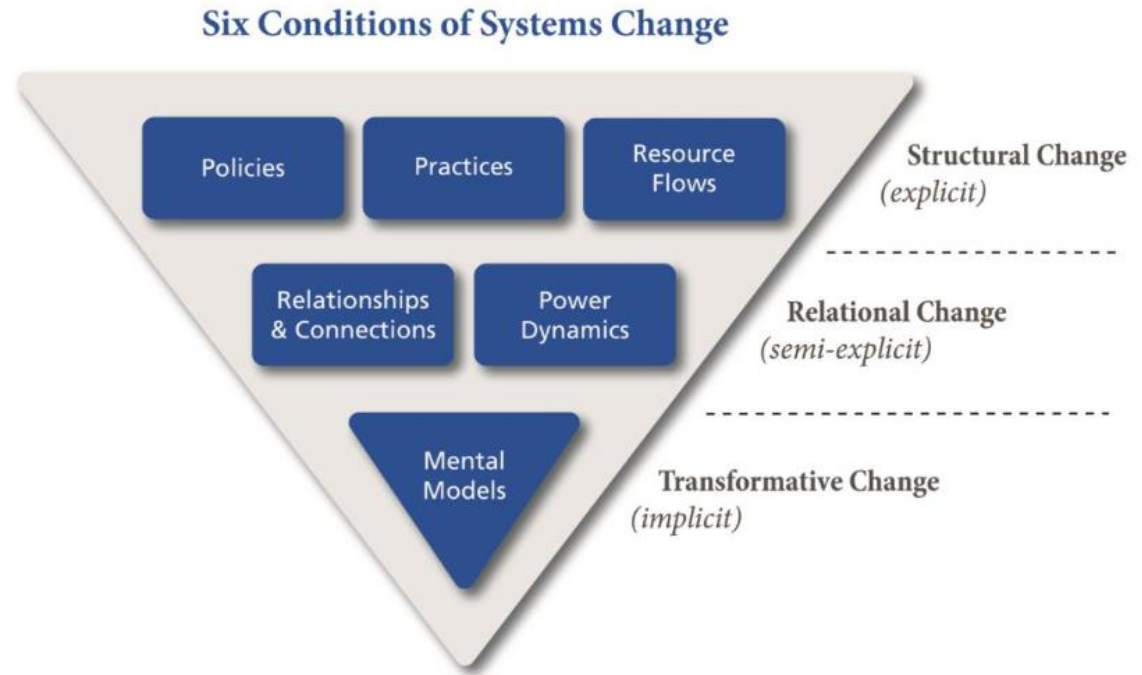 Six Conditions of Systems Change
Policies
Practices
Resource
Flows
Structural Change
(explicit)
Relationships
& Connections
Power
Dynamics
Relational Change
(semi-explicit)
Mental
Models
Transformative Change
(implicit)